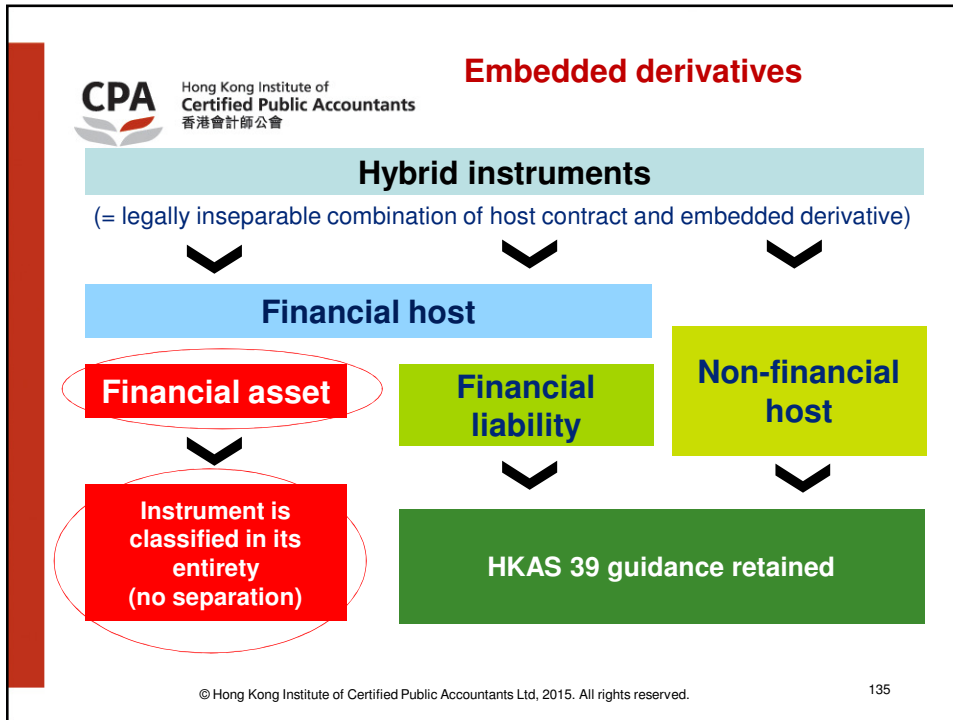 Embedded derivatives
CPA
Hong Kong Institute of
Certified Public Accountants
香港會計師公會
Hybrid instruments
(= legally inseparable combination of host contract and embedded derivative)
Financial host
Financial asset
Financial
liability
Non-financial
host
Instrument is
classified in its
entirety
(no separation)
HKAS 39 guidance retained
© Hong Kong Institute of Certified Public Accountants Ltd, 2015. All rights reserved.
135